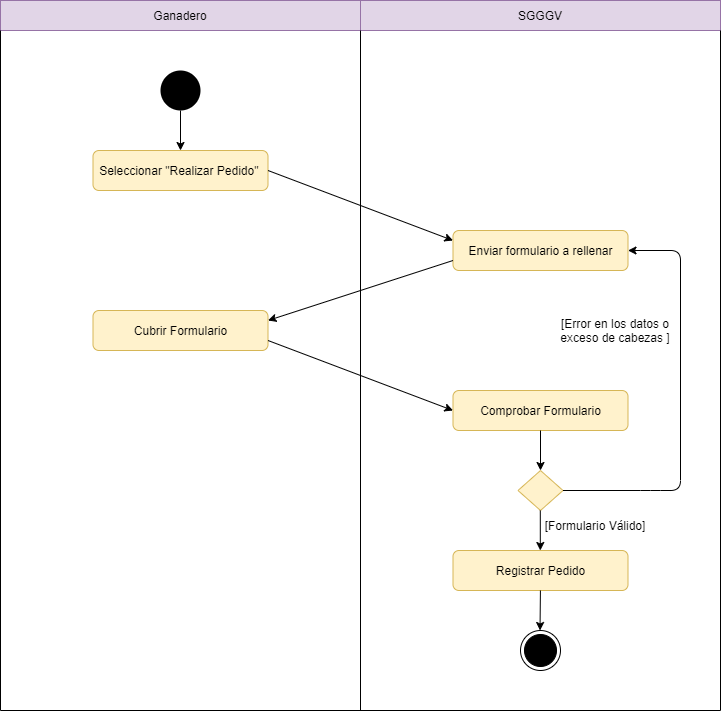 Ganadero
SGGGV
Seleccionar "Realizar Pedido"
Enviar formulario a rellenar
Cubrir Formulario
[Error en los datos o
exceso de cabezas ]
Comprobar Formulario
[Formulario Válido]
Registrar Pedido